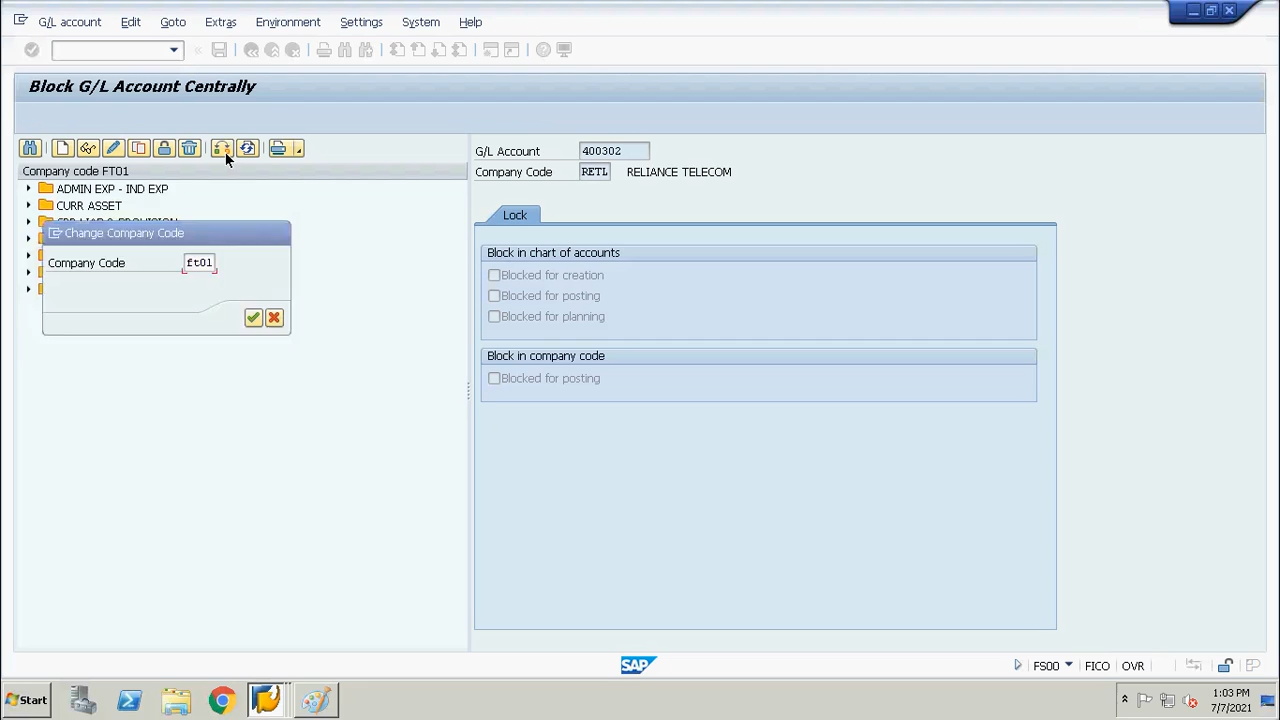 G/L account Edit Goto Extras Environment Settings System Help
Block G/L Account Centrally
Company code FT01
ADMIN EXP - IND EXP
CURR ASSET
Change Company Code
Company Code ft01
G/L Account 400302
Company Code RETL RELIANCE TELECOM
Lock
Block in chart of accounts
Blocked for creation
Blocked for posting
Blocked for planning
Block in company code
Blocked for posting
SAP
FS00 FICO OVR
Start
1:03 PM
7/7/2021